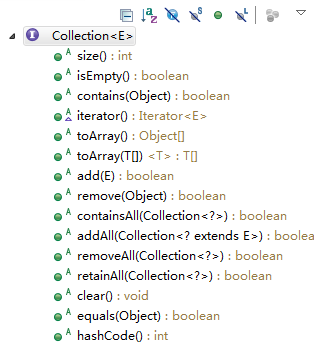 Collection<E>
size() : int
isEmpty() : boolean
contains(Object) : boolean
iterator() : Iterator<E>
toArray() : Object[]
toArray(T[]) <T> : T[]
add(E) : boolean
remove(Object) : boolean
containsAll(Collection<?>) : boolean
addAll(Collection<? extends E>) : boolea
removeAll(Collection<?>) : boolean
retainAll(Collection<?>) : boolean
clear() : void
equals(Object) : boolean
hashCode() : int